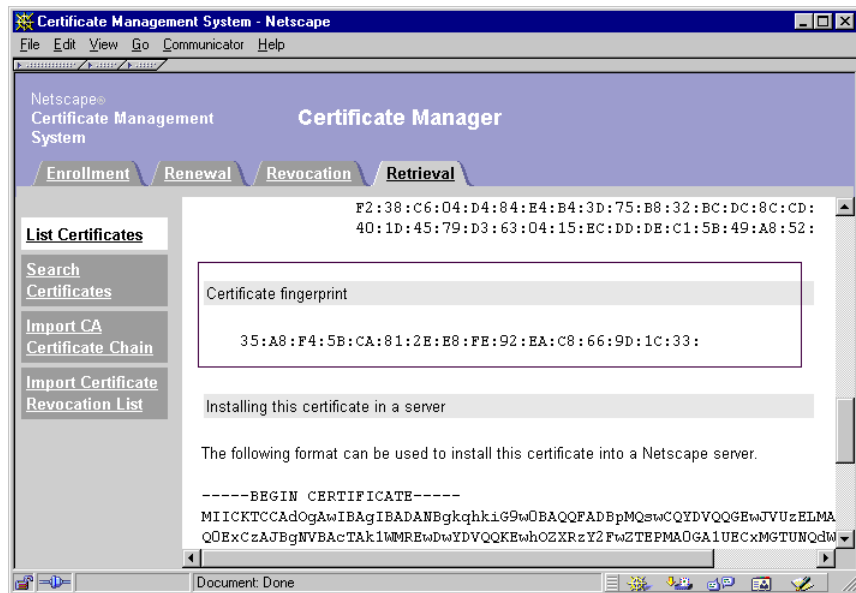 Certificate Management System - Netscape
File Edit View Go Communicator Help
Netscape®
Certificate Management
System
Certificate Manager
Enrollment Renewal Revocation Retrieval
List Certificates
Search
Certificates
Import CA
Certificate Chain
Import Certificate
Revocation List
F2:38:C6:04:D4:84:E4:B4:3D:75:B8:32:BC:DC:8C:CD:
40:1D:45:79:D3:63:04:15:EC:DD:DE:C1:5B:49:A8:52:
Certificate fingerprint
35:A8:F4:5B:CA:81:2E:E8:FE:92:EA:C8:66:9D:1C:33:
Installing this certificate in a server
The following format can be used to install this certificate into a Netscape server.
-----BEGIN CERTIFICATE-----
MIICKTCCAdOgAwIBAgIBADANBgkqhkiG9w0BAQQFADBpMQswCQYDVQQGEwJVUzELMA
Q0ExCzAJBgNVBAcTAk1WMREwDwYDVQQKEwhOZXRzY2FwZTEPMA0GA1UECxMGTUNQdW
Document: Done